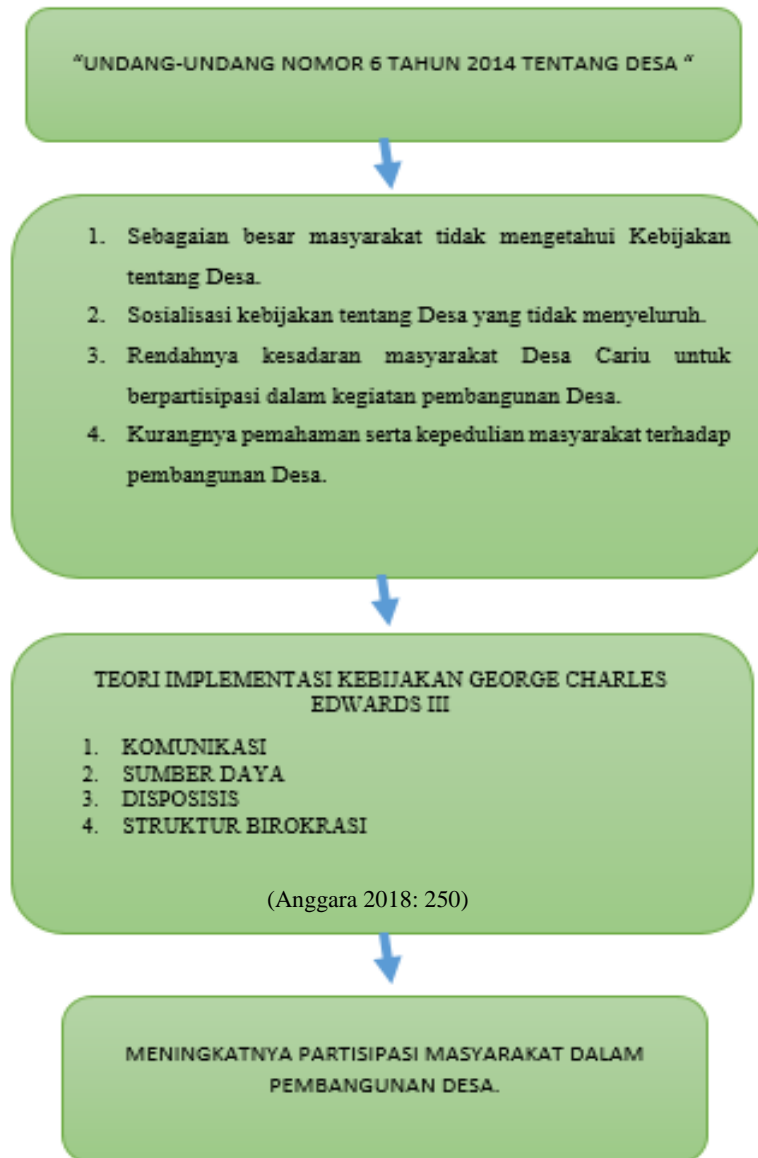 “UNDANG-UNDANG NOMOR 6 TAHUN 2014 TENTANG DESA “
1. Sebagaian besar masyarakat tidak mengetahui Kebijakan
tentang Desa.
2. Sosialisasi kebijakan tentang Desa yang tidak menyeluruh.
3. Rendahnya kesadaran masyarakat Desa Cariu untuk
berpartisipasi dalam kegiatan pembangunan Desa.
4. Kurangnya pemahaman serta kepedulian masyarakat terhadap
pembangunan Desa.
TEORI IMPLEMENTASI KEBIJAKAN GEORGE CHARLES
EDWARDS III
1. KOMUNIKASI
2. SUMBER DAYA
3. DISPOSISIS
4. STRUKTUR BIROKRASI
(Anggara 2018: 250)
MENINGKATNYA PARTISIPASI MASYARAKAT DALAM
PEMBANGUNAN DESA.